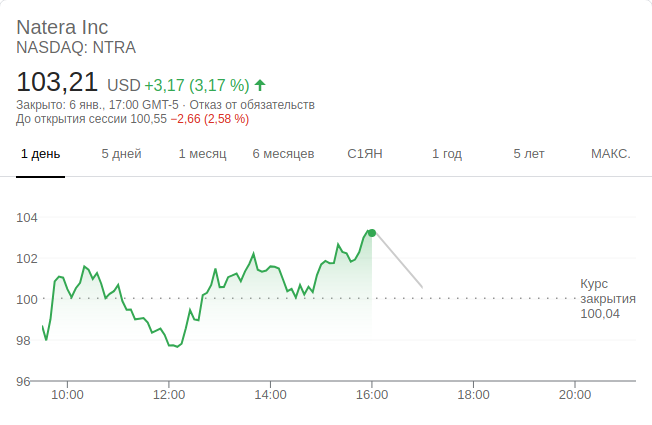 Natera Inc
NASDAQ: NTRA
103,21 USD +3,17 (3,17 %)
Закрыто: 6 янв., 17:00 GMT-5 · Отказ от обязательств
До открытия сессии 100,55 −2,66 (2,58 %)
1 день 5 дней 1 месяц 6 месяцев С1ЯН 1 год 5 лет МАКС.
104
102
100
98
96
Курс
закрытия
100,04
10:00 12:00 14:00 16:00 18:00 20:00